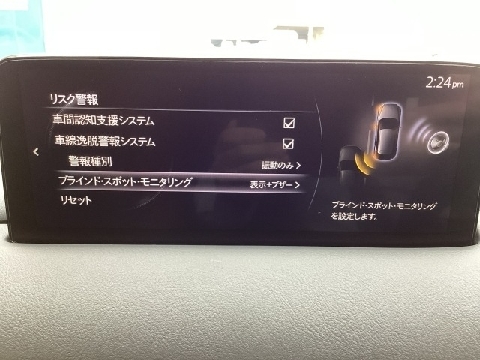 2:24 pm
リスク警報
車間認知支援システム
車線逸脱警報システム
警報種別 振動のみ
ブラインド・スポット・モニタリング 表示+ブザー
リセット
ブラインド・スポット・モニタリング
を設定します。